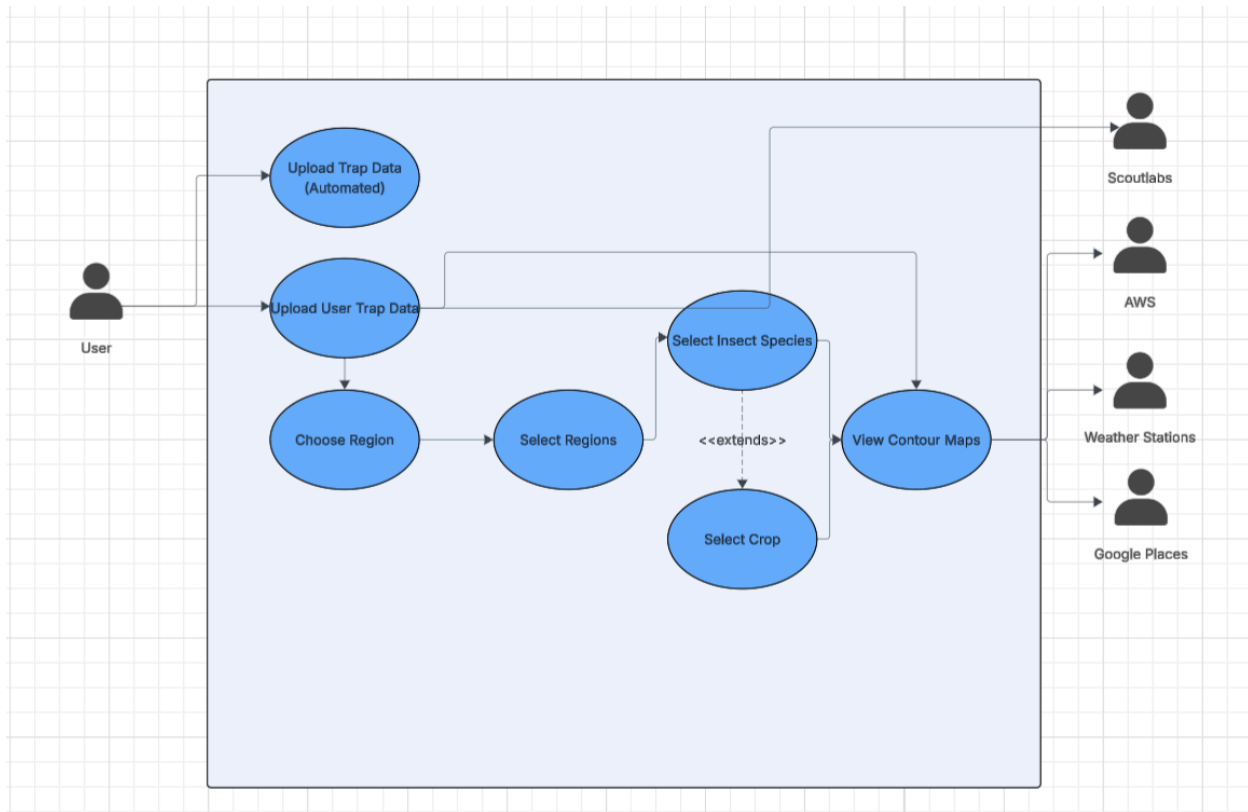 Upload Trap Data
(Automated)
Scoutlabs
Upload User Trap Data
AWS
User
Select Insect Species
Choose Region
Select Regions
<<extends>>
View Contour Maps
Weather Stations
Select Crop
Google Places